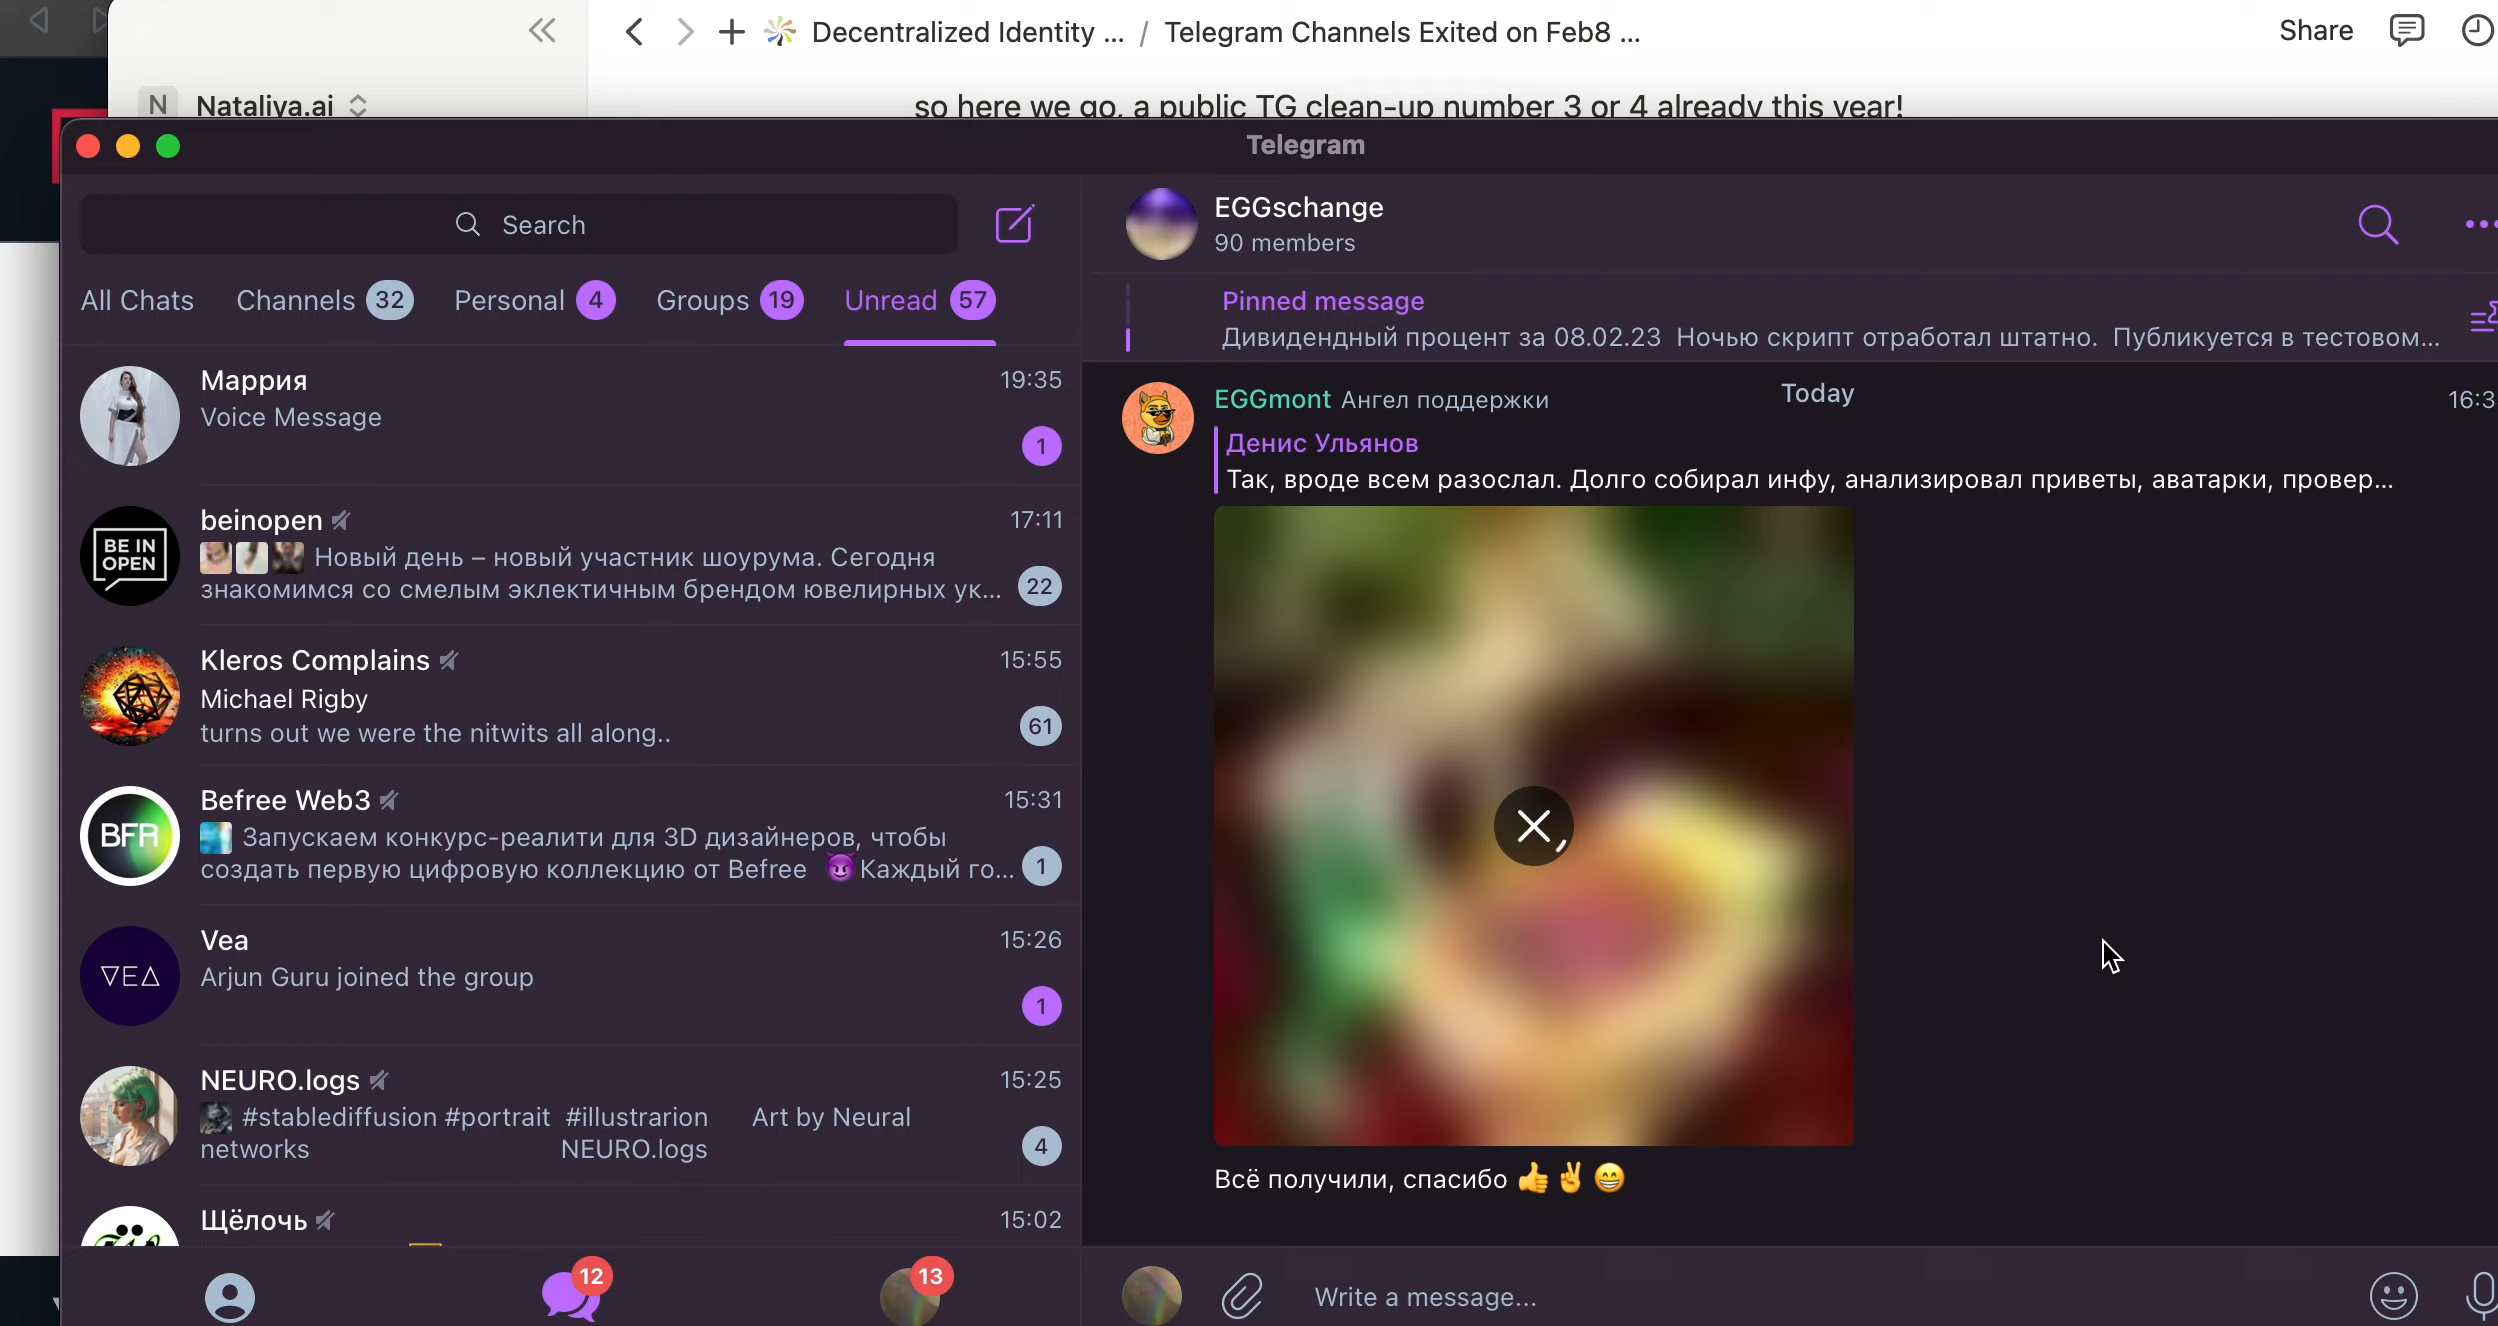 Decentralized Identity ... / Telegram Channels Exited on Feb8 ...
Share
N Nataliya.ai
so here we go, a public TG clean-up number 3 or 4 already this year!
Telegram
Search
All Chats
Channels 32
Personal 4
Groups 19
Unread 57
Маррия 19:35
Voice Message
1
beinopen 17:11
BE IN
OPEN
Новый день – новый участник шоурума. Сегодня
знакомимся со смелым эклектичным брендом ювелирных ук...
22
Kleros Complains 15:55
Michael Rigby
turns out we were the nitwits all along..
61
Befree Web3 15:31
BFR
Запускаем конкурс-реалити для 3D дизайнеров, чтобы
создать первую цифровую коллекцию от Befree 😈Каждый го...
1
Vea 15:26
VEA
Arjun Guru joined the group
1
NEURO.logs 15:25
#stablediffusion #portrait #illustrarion Art by Neural
networks NEURO.logs
4
Щёлочь 15:02
12
13
EGGschange
90 members
Pinned message
Дивидендный процент за 08.02.23 Ночью скрипт отработал штатно. Публикуется в тестовом...
Today
EGGmont Ангел поддержки 16:3
Денис Ульянов
Так, вроде всем разослал. Долго собирал инфу, анализировал приветы, аватарки, провер...
Всё получили, спасибо 👍✌️😁
Write a message...